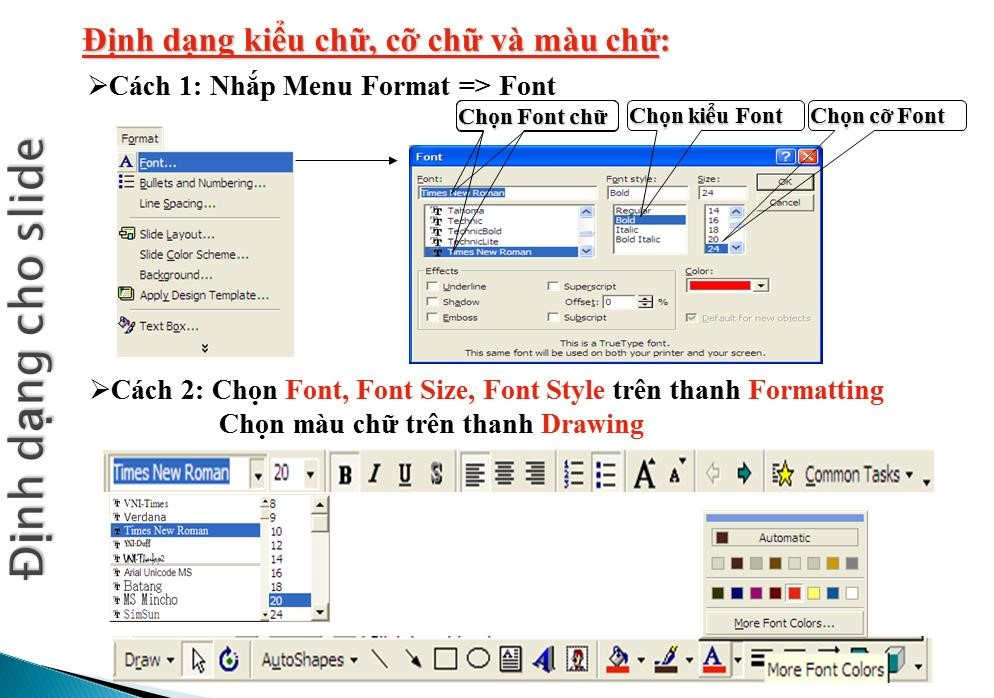 Định dạng cho slide
Định dạng kiểu chữ, cỡ chữ và màu chữ:
Cách 1: Nhắp Menu Format => Font
Chọn Font chữ
Chọn kiểu Font
Chọn cỡ Font
Format
Font...
Bullets and Numbering...
Line Spacing...
Slide Layout...
Slide Color Scheme...
Background...
Apply Design Template...
Text Box...
Font
Font: Font style: Size:
Times New Roman Bold 24 OK
Cancel
Tahoma
Technic
TechnicBold
TechnicLite
Times New Roman
Regular
Bold
Italic
Bold Italic
14
16
18
20
24
Effects
Underline
Shadow
Emboss
Superscript
Offset: 0 %
Subscript
Color:
Default for new objects
This is a TrueType font.
This same font will be used on both your printer and your screen.
Cách 2: Chọn Font, Font Size, Font Style trên thanh Formatting
Chọn màu chữ trên thanh Drawing
Times New Roman 20 B I U S A A Common Tasks
VNI-Times
Verdana
Times New Roman
Arial Unicode MS
Batang
MS Mincho
SimSun
8
9
10
12
14
16
18
20
24
Automatic
More Font Colors...
Draw AutoShapes A A
More Font Colors